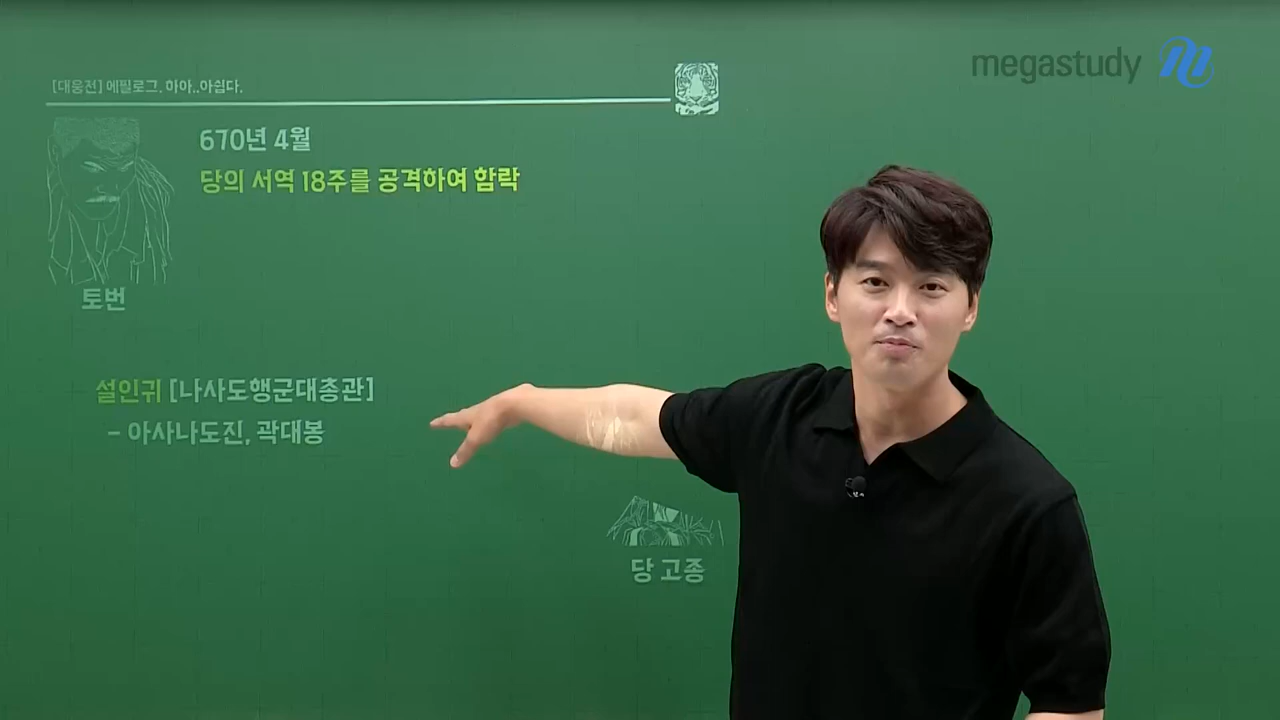 megastudy
[대웅전] 에필로그. 하아..아쉽다.
670년 4월
당의 서역 18주를 공격하여 함락
토번
설인귀 [나사도행군대총관]
- 아사나도진, 곽대봉
당 고종